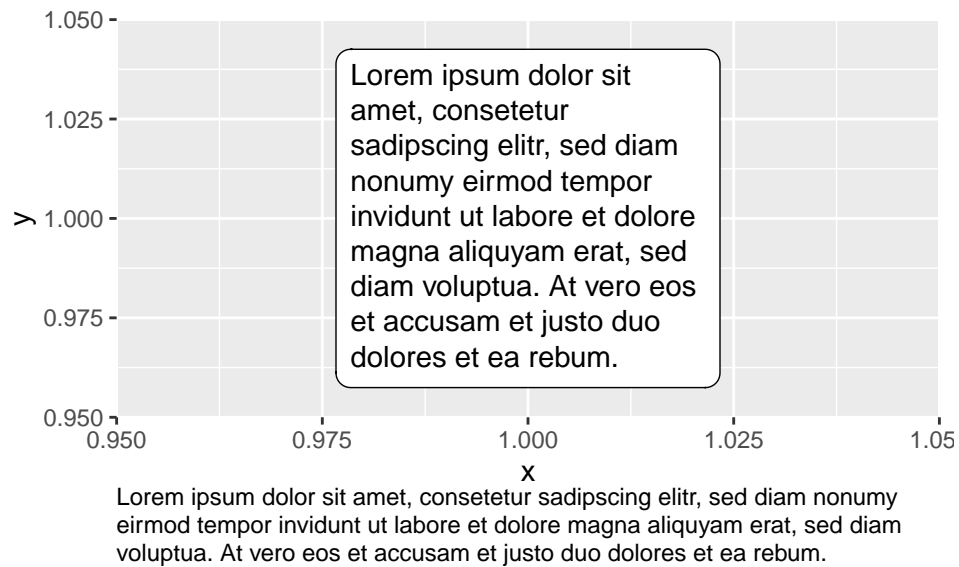 1.050
1.025
1.000
0.975
0.950
y
Lorem ipsum dolor sit
amet, consetetur
sadipscing elitr, sed diam
nonumy eirmod tempor
invidunt ut labore et dolore
magna aliquyam erat, sed
diam voluptua. At vero eos
et accusam et justo duo
dolores et ea rebum.
0.950 0.975 1.000 1.025 1.05
x
Lorem ipsum dolor sit amet, consetetur sadipscing elitr, sed diam nonumy
eirmod tempor invidunt ut labore et dolore magna aliquyam erat, sed diam
voluptua. At vero eos et accusam et justo duo dolores et ea rebum.